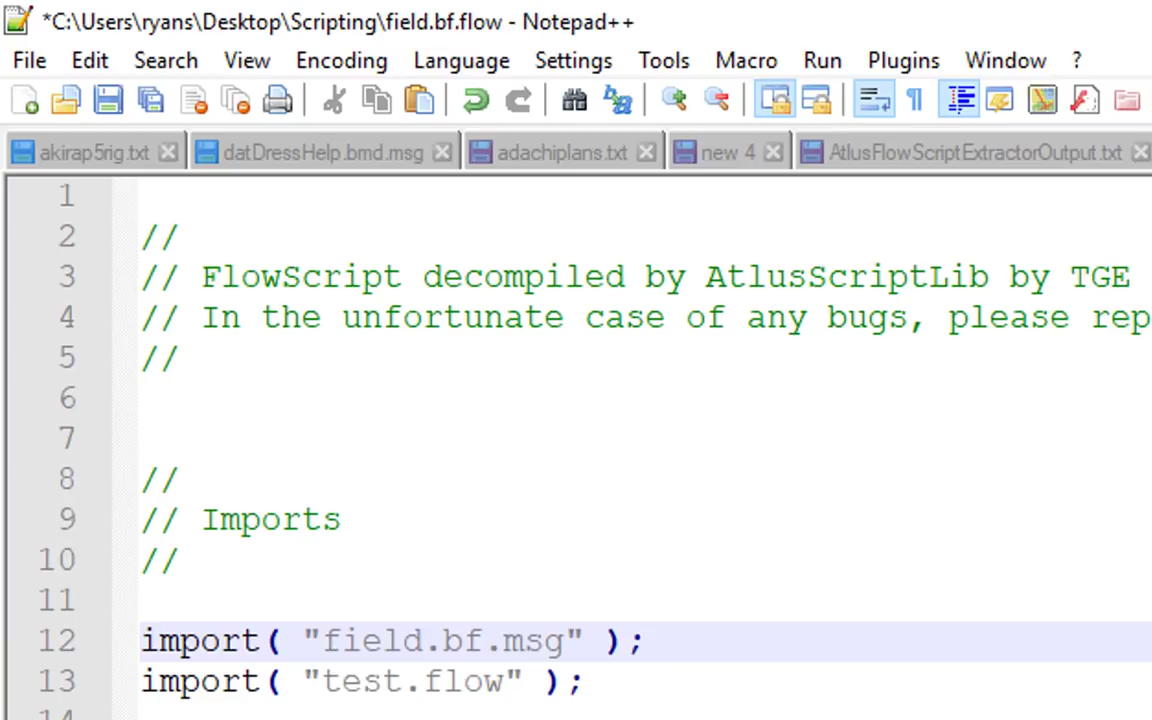 *C:\Users\ryans\Desktop\Scripting\field.bf.flow - Notepad++
File Edit Search View Encoding Language Settings Tools Macro Run Plugins Window ?
akirap5rig.txt datDressHelp.bmd.msg adachiplans.txt new 4 AtlusFlowScriptExtractorOutput.txt
1
2 //
3 // FlowScript decompiled by AtlusScriptLib by TGE
4 // In the unfortunate case of any bugs, please rep
5 //
6
7
8 //
9 // Imports
10 //
11
12 import( "field.bf.msg" );
13 import( "test.flow" );
14